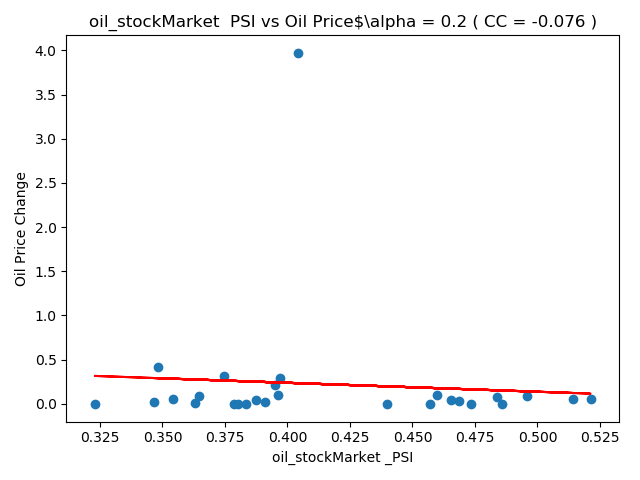 oil_stockMarket  PSI vs Oil Price$\alpha = 0.2 ( CC = -0.076 )
4.0
3.5
3.0
2.5
2.0
1.5
1.0
0.5
0.0
Oil Price Change
0.325 0.350 0.375 0.400 0.425 0.450 0.475 0.500 0.525
oil_stockMarket _PSI